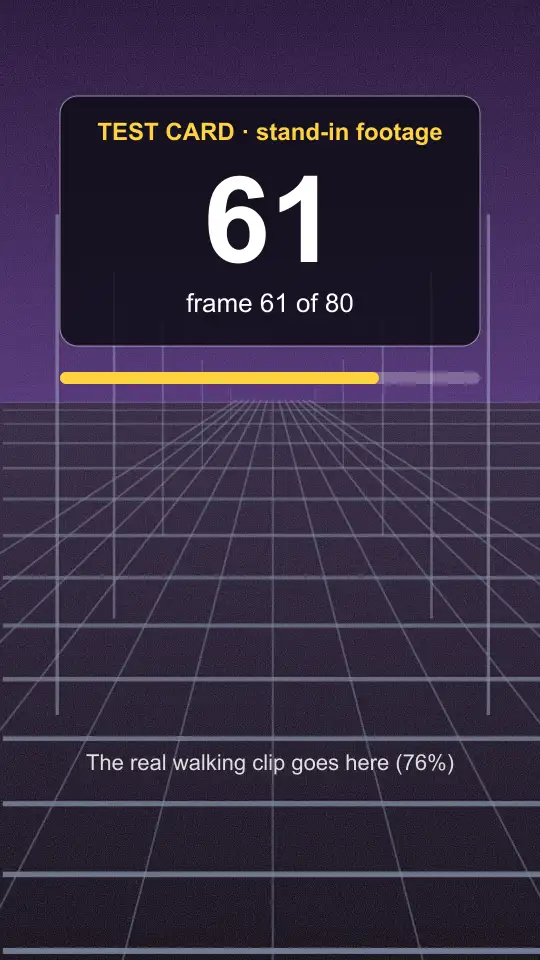 TEST CARD · stand-in footage
61
frame 61 of 80
The real walking clip goes here (76%)